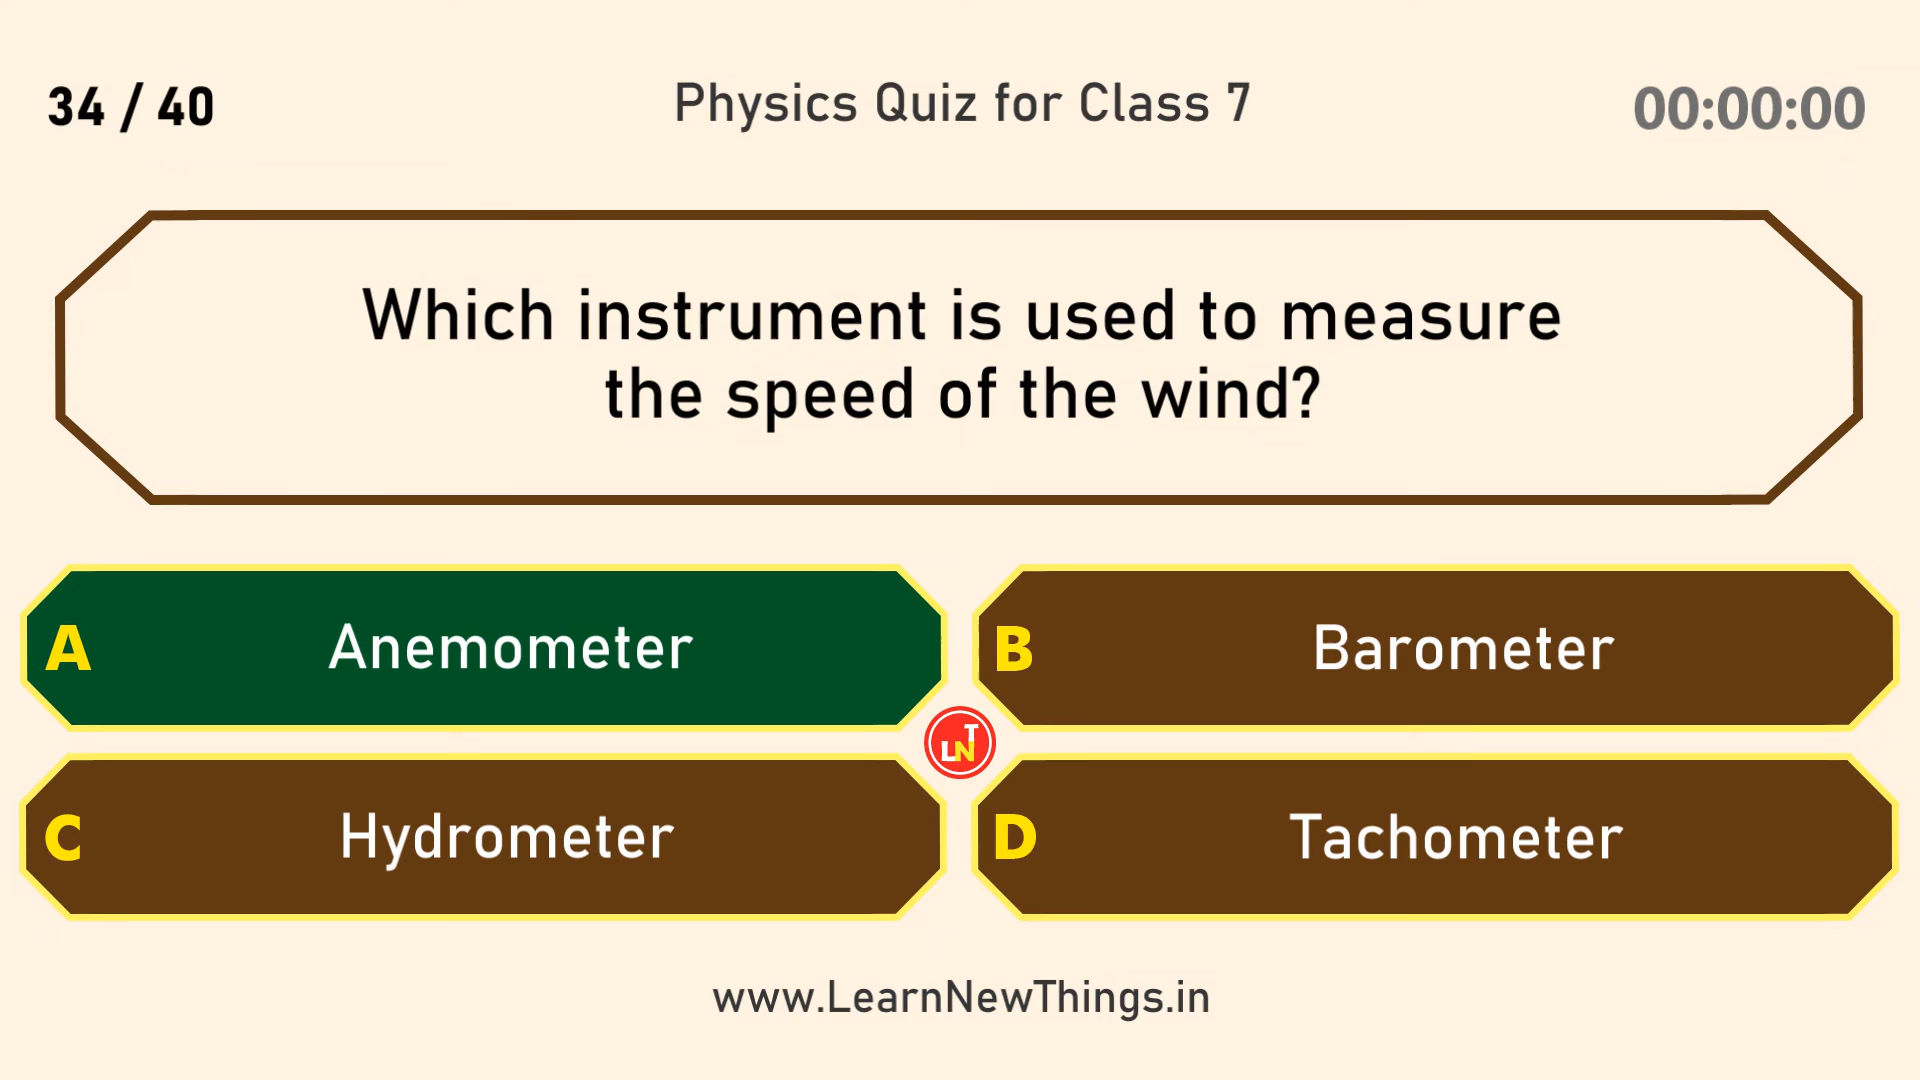 34 / 40
Physics Quiz for Class 7
00:00:00
Which instrument is used to measure
the speed of the wind?
A Anemometer
B Barometer
LNT
C Hydrometer
D Tachometer
www.LearnNewThings.in